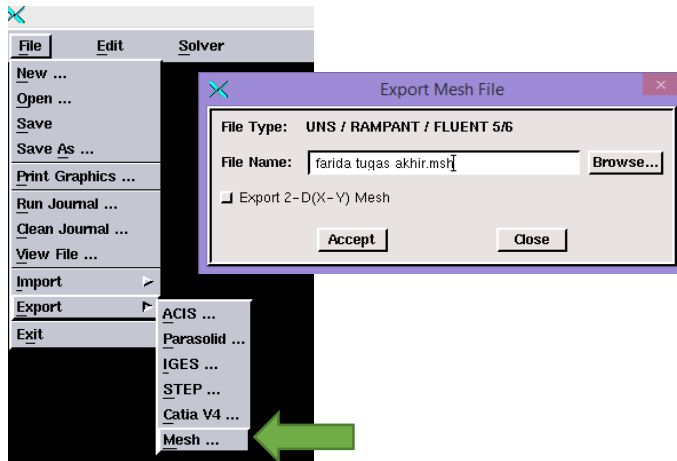 File Edit Solver
New ...
Open ...
Save
Save As ...
Print Graphics ...
Run Journal ...
Clean Journal ...
View File ...
Import
Export
Exit
ACIS ...
Parasolid ...
IGES ...
STEP ...
Catia V4 ...
Mesh ...
Export Mesh File
File Type: UNS / RAMPANT / FLUENT 5/6
File Name: farida tugas akhir.msh Browse...
Export 2-D(X-Y) Mesh
Accept Close